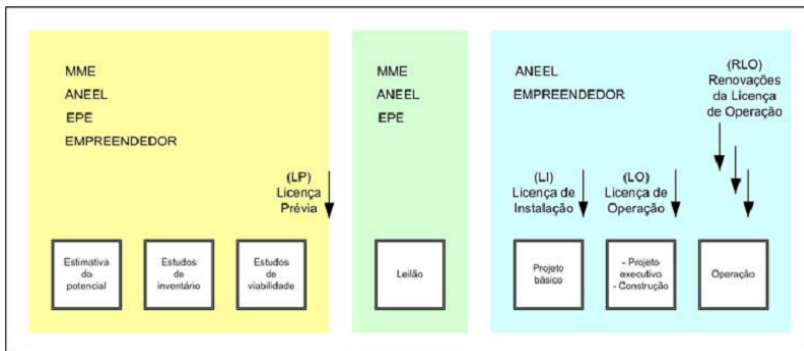 MME
ANEEL
EPE
EMPREENDEDOR
(LP)
Licença
Prévia
Estimativa
do
potencial
Estudos
de
inventário
Estudos
de
viabilidade
MME
ANEEL
EPE
Leilão
ANEEL
EMPREENDEDOR
(RLO)
Renovações
da Licença
de Operação
(LI)
Licença de
Instalação
(LO)
Licença de
Operação
Projeto
básico
- Projeto
executivo
- Construção
Operação